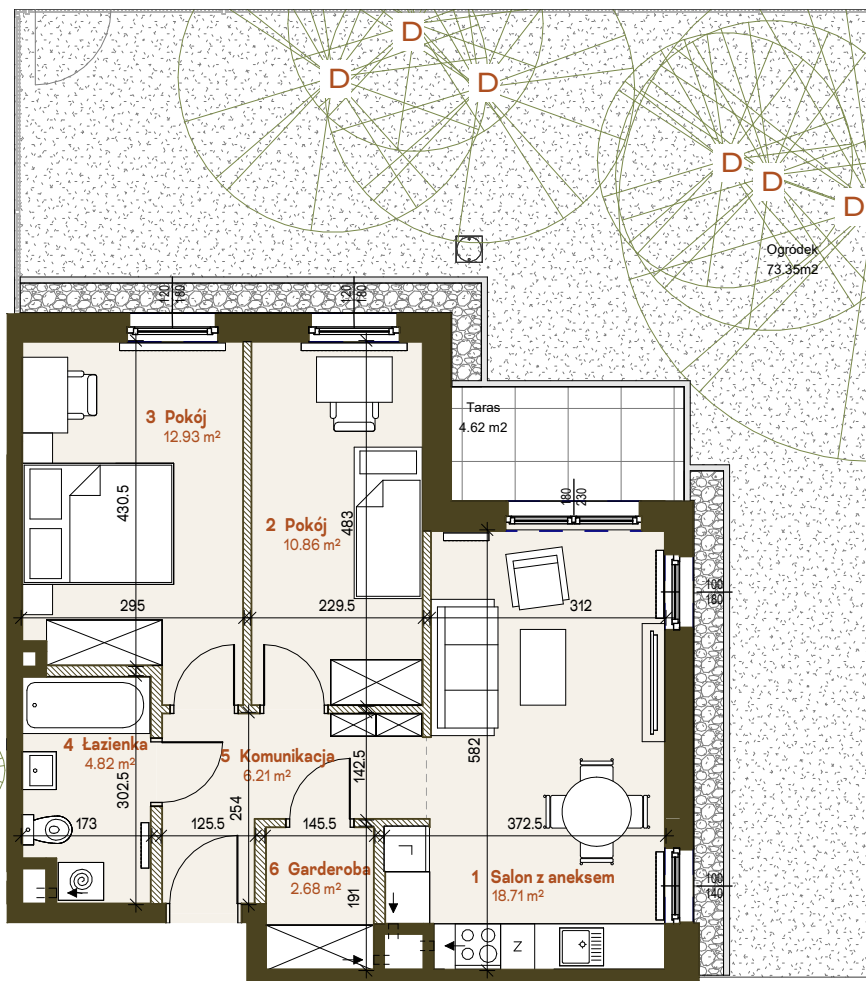 D
D
D
D
D
D
Ogródek
73.35m2
120
180
120
180
Taras
4.62 m2
3 Pokój
12.93 m²
2 Pokój
10.86 m²
430.5
483
180
230
295
229.5
312
100
160
4 Łazienka
4.82 m²
5 Komunikacja
6.21 m²
302.5
254
142.5
582
173
125.5
145.5
372.5
6 Garderoba
2.68 m²
191
1 Salon z aneksem
18.71 m²
100
140
L
Z